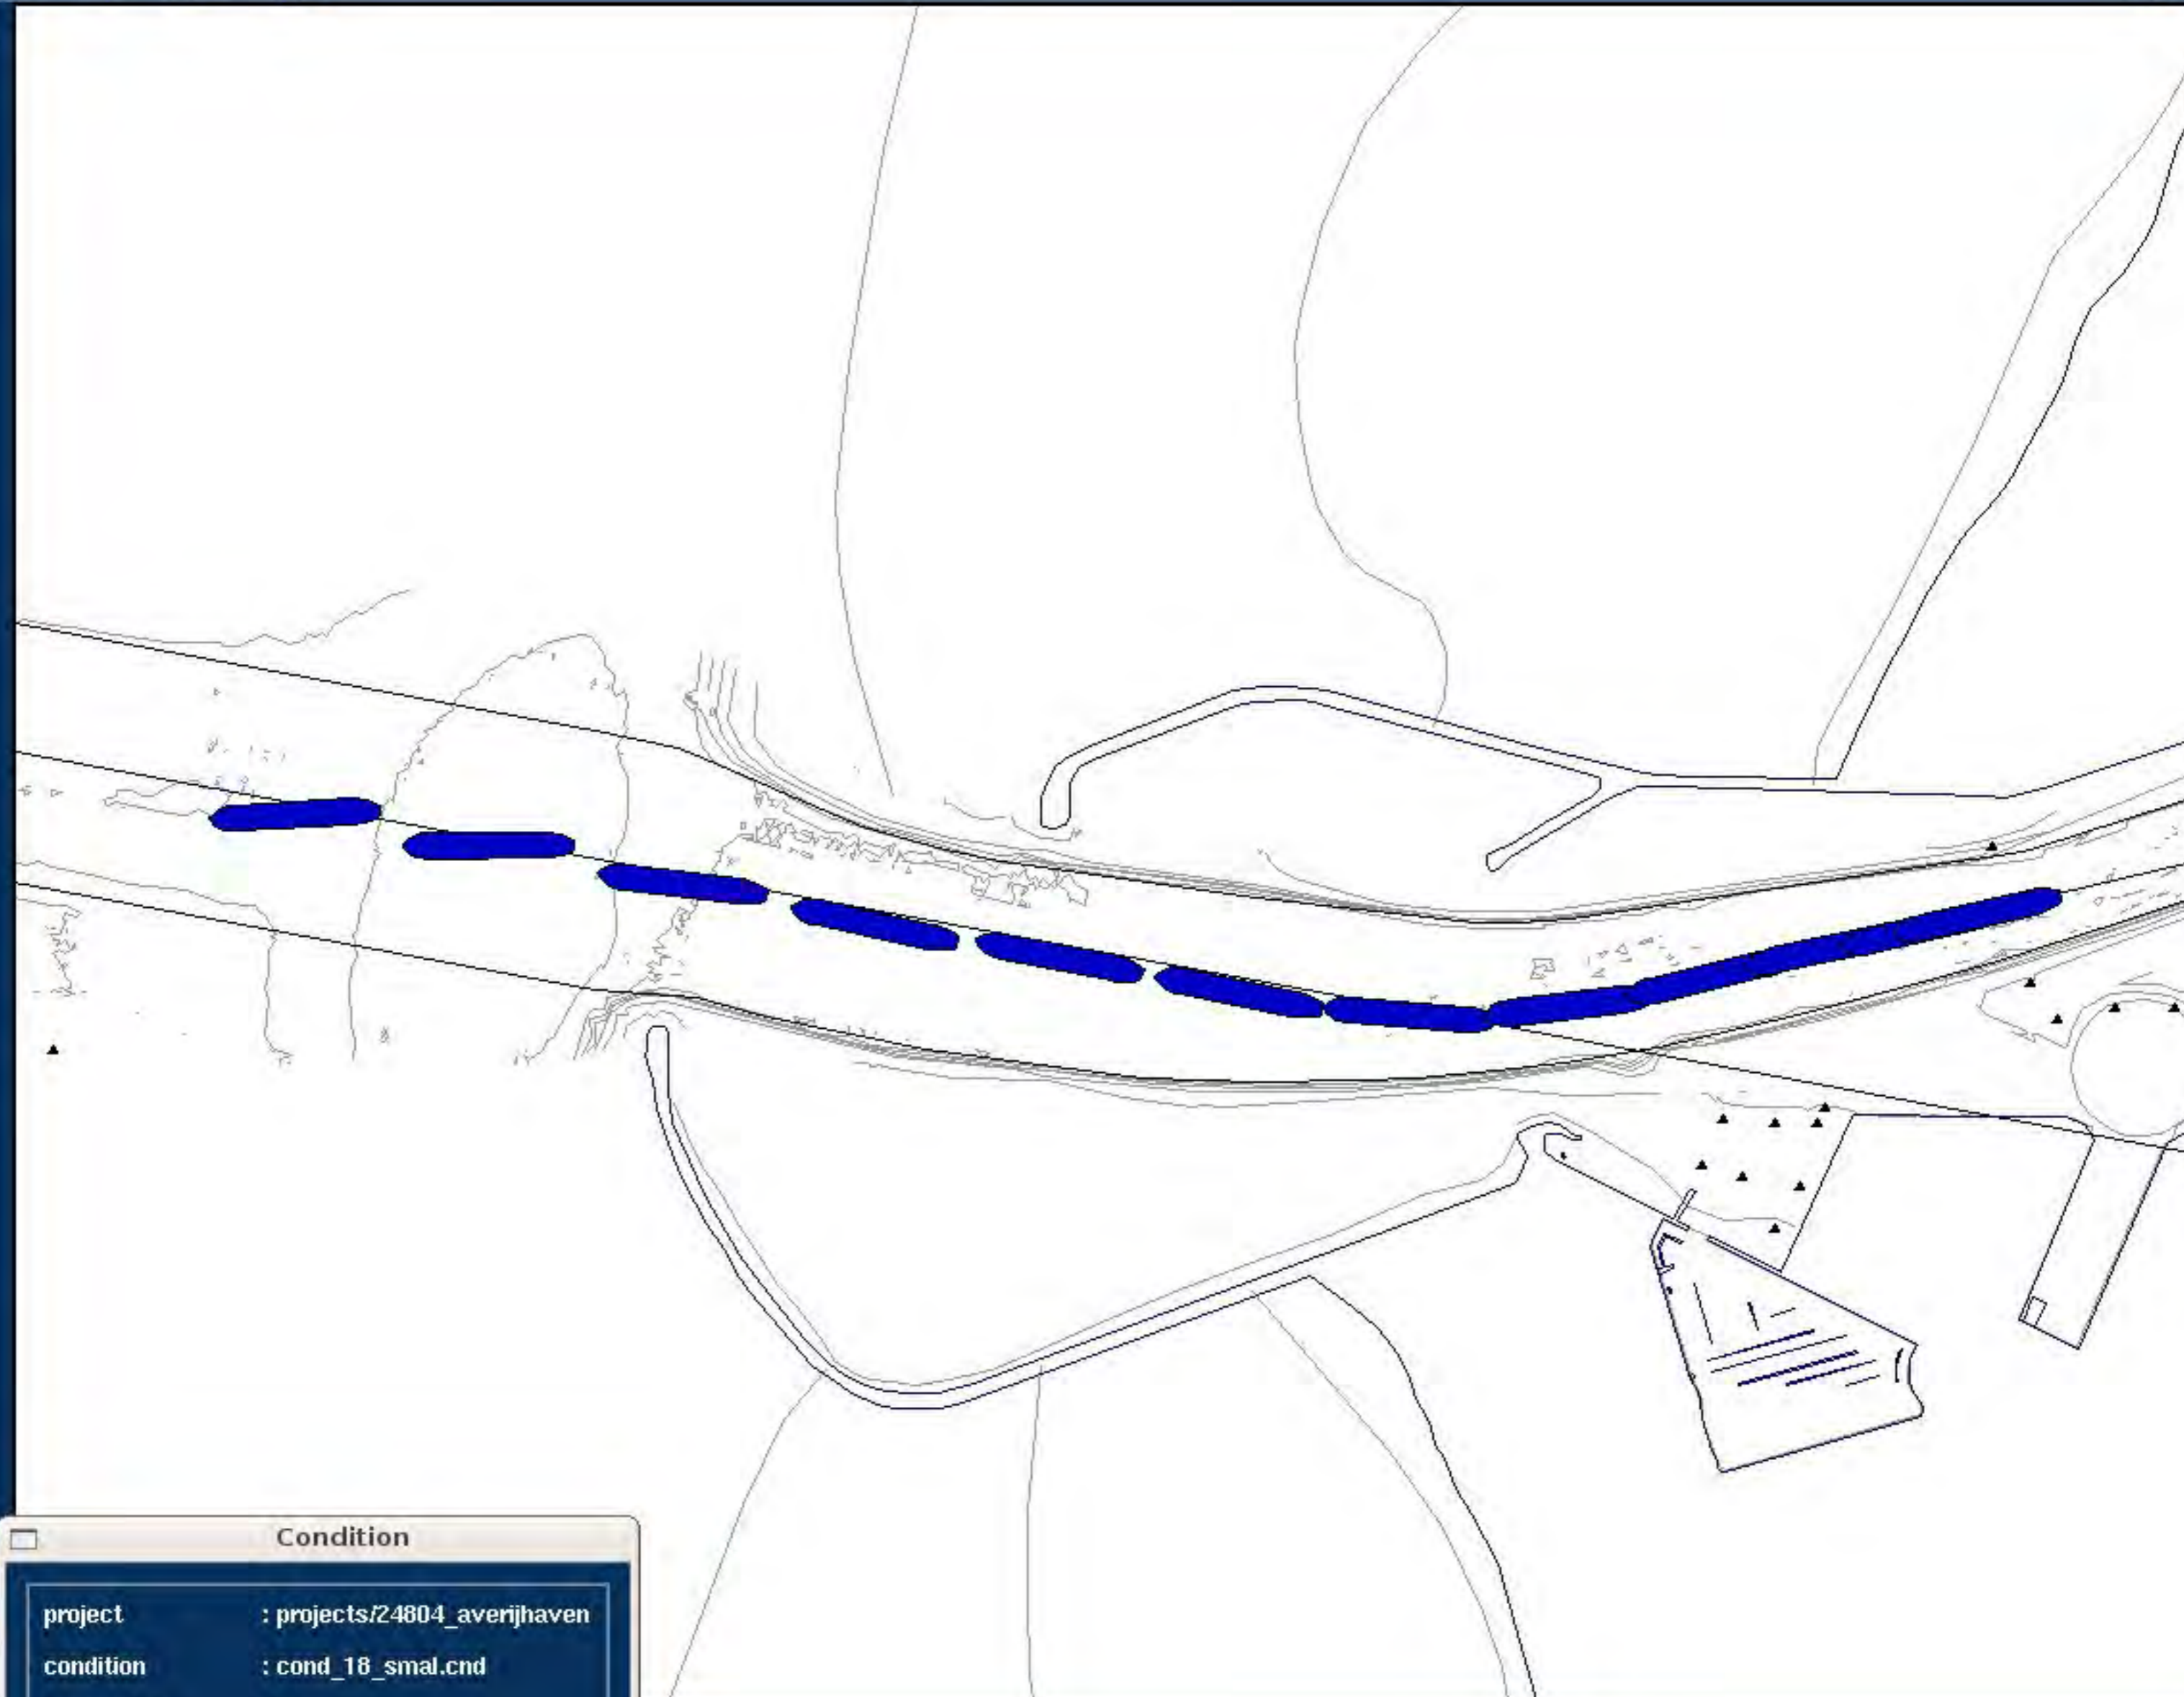 Condition
project : projects/24804_averijhaven
condition : cond_18_smal.cnd